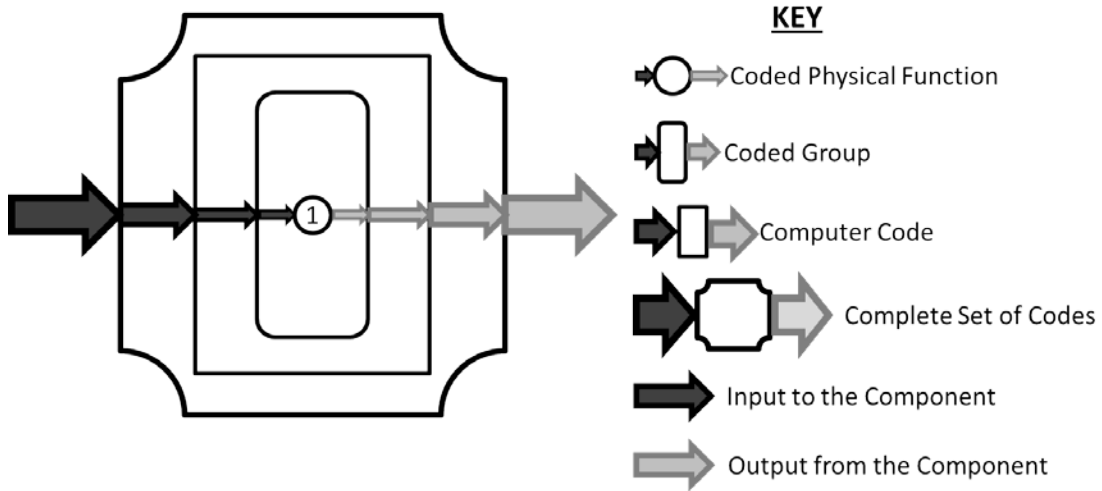 KEY
1
Coded Physical Function
Coded Group
Computer Code
Complete Set of Codes
Input to the Component
Output from the Component